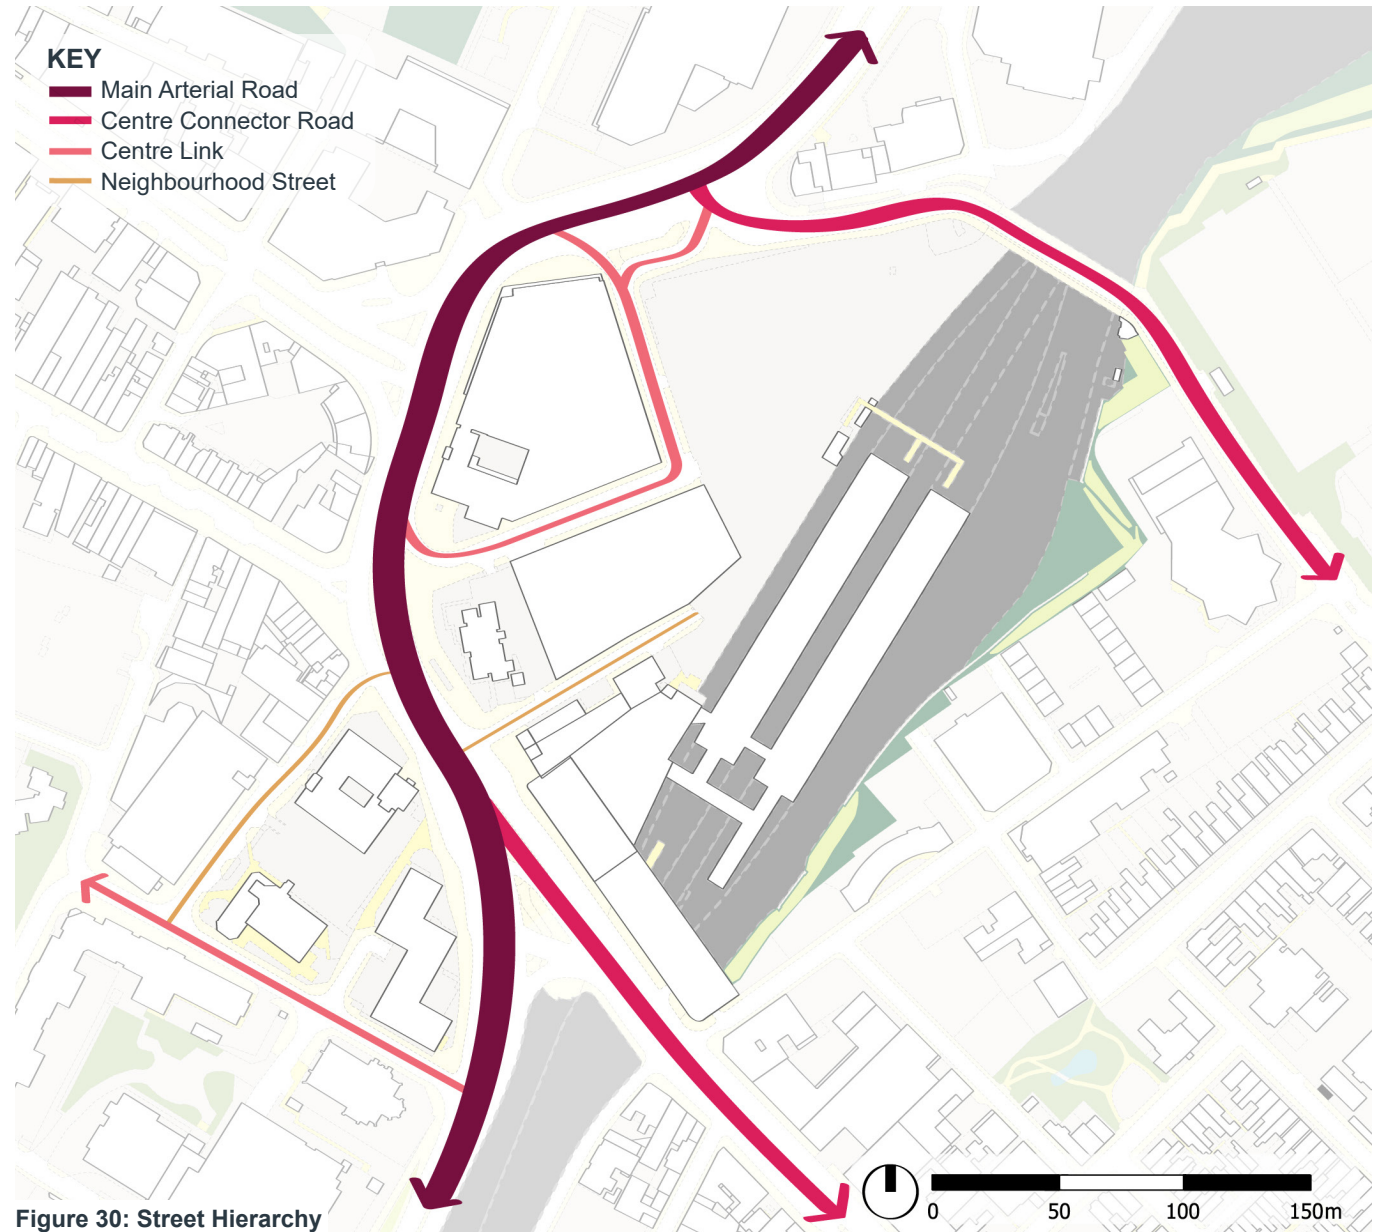 KEY
Main Arterial Road
Centre Connector Road
Centre Link
Neighbourhood Street
0 50 100 150m
Figure 30: Street Hierarchy